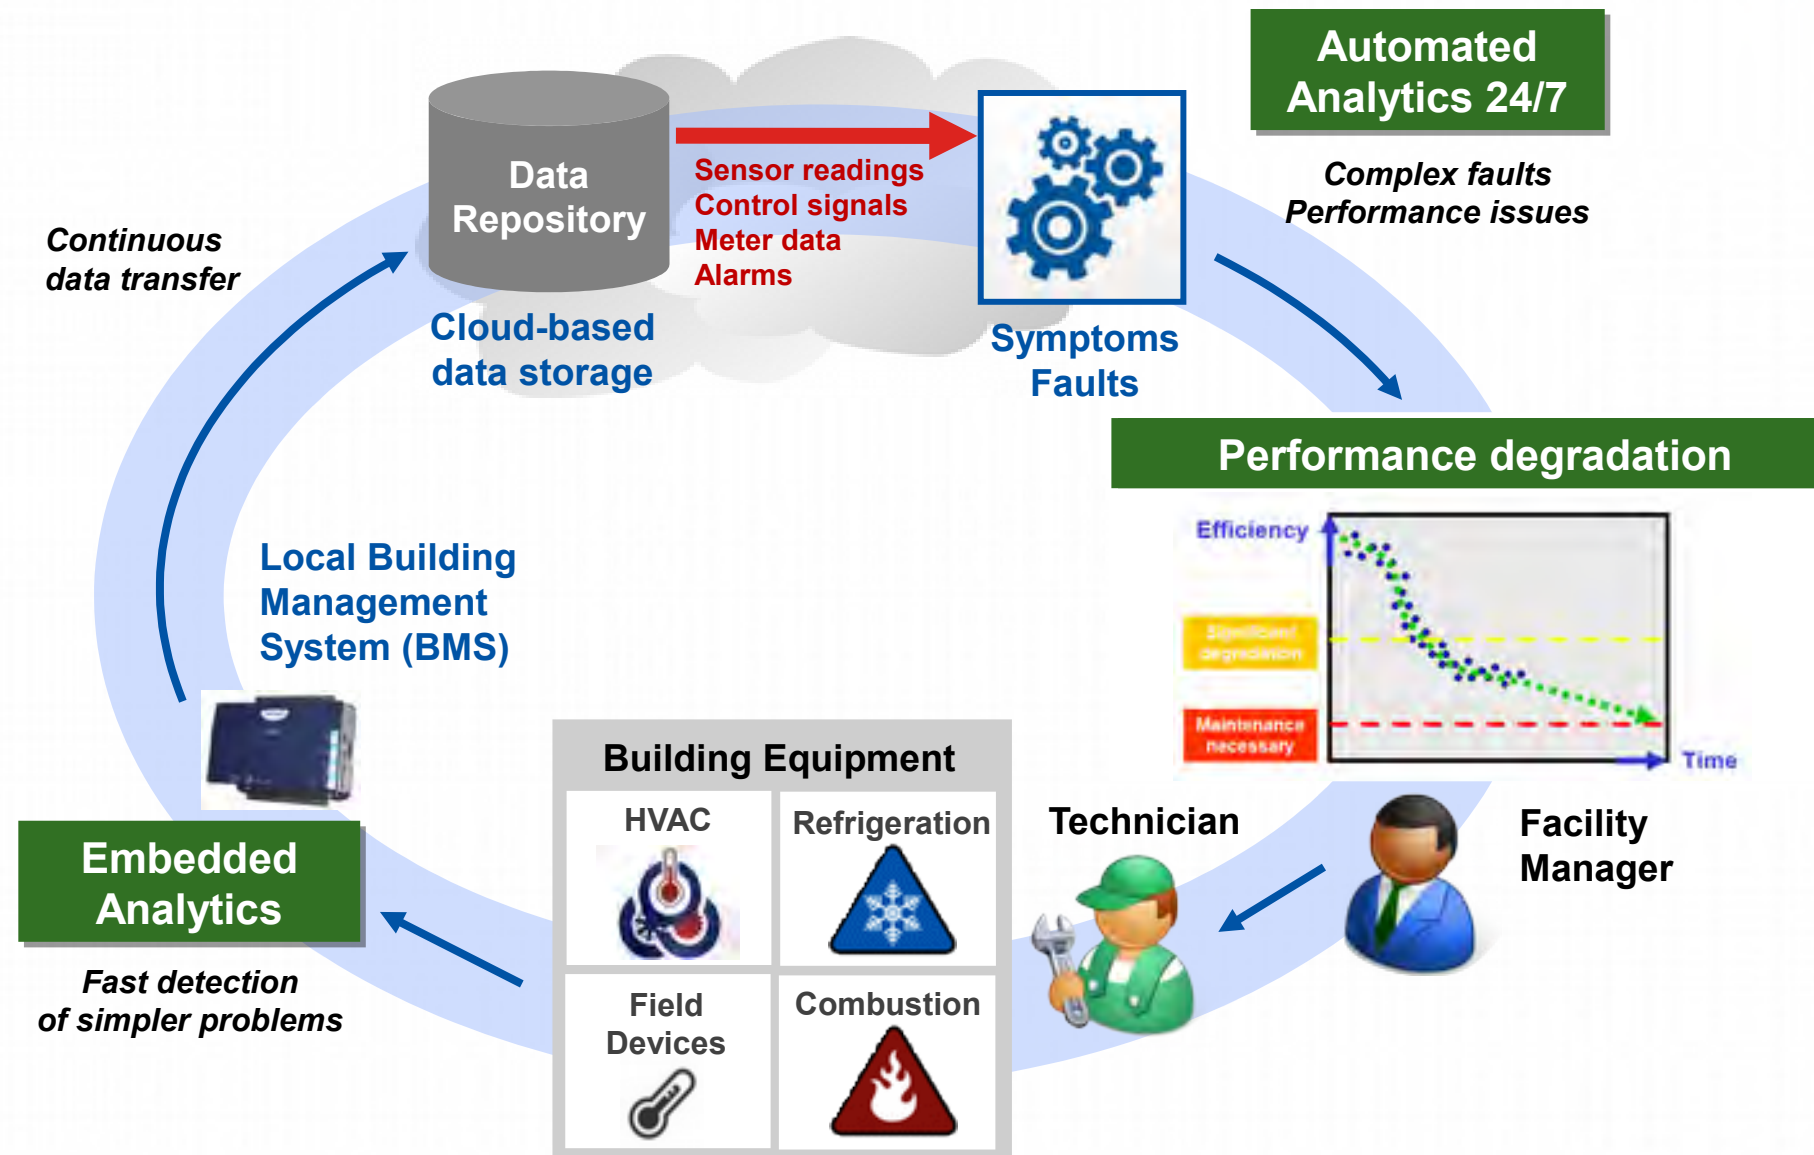 Automated
Analytics 24/7
Complex faults
Performance issues
Data
Repository
Sensor readings
Control signals
Meter data
Alarms
Continuous
data transfer
Cloud-based
data storage
Symptoms
Faults
Performance degradation
Efficiency
Significant
degradation
Maintenance
necessary
Time
Local Building
Management
System (BMS)
Building Equipment
HVAC
Refrigeration
Field
Devices
Combustion
Technician
Facility
Manager
Embedded
Analytics
Fast detection
of simpler problems